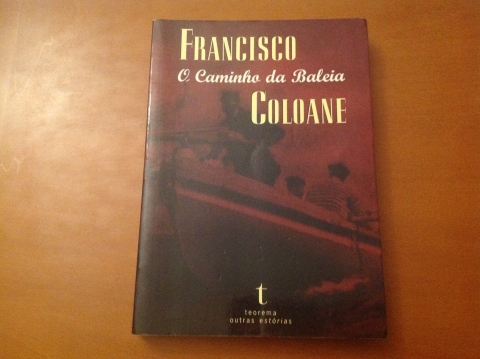 FRANCISCO
O Caminho da Baleia
COLOANE
t
teorema
outras estórias